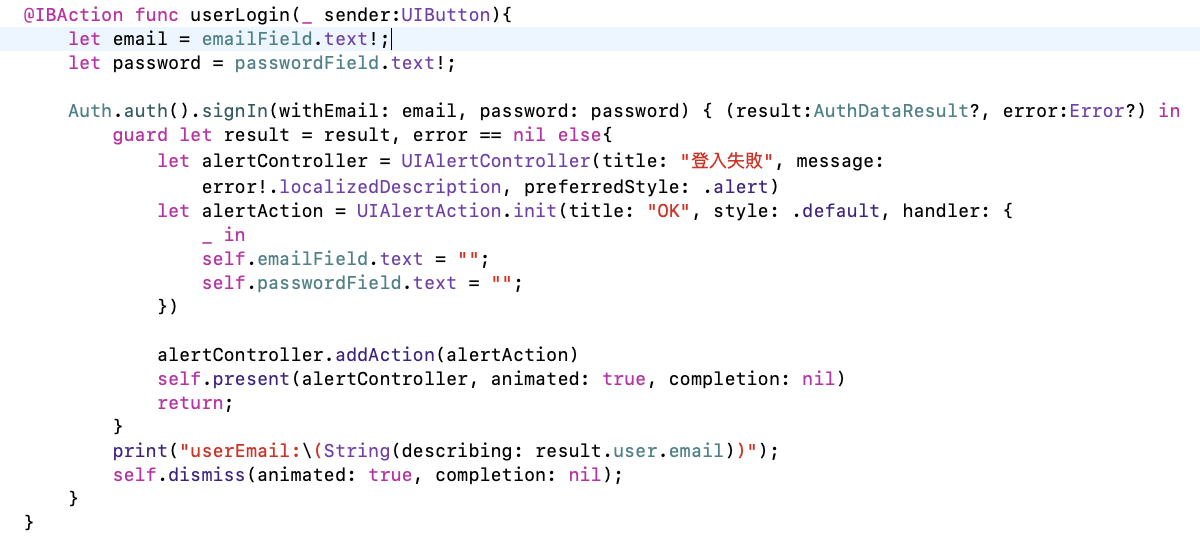 @IBAction func userLogin(_ sender:UIButton){
    let email = emailField.text!;
    let password = passwordField.text!;

    Auth.auth().signIn(withEmail: email, password: password) { (result:AuthDataResult?, error:Error?) in
        guard let result = result, error == nil else{
            let alertController = UIAlertController(title: "登入失敗", message:
                error!.localizedDescription, preferredStyle: .alert)
            let alertAction = UIAlertAction.init(title: "OK", style: .default, handler: {
                _ in
                self.emailField.text = "";
                self.passwordField.text = "";
            })

            alertController.addAction(alertAction)
            self.present(alertController, animated: true, completion: nil)
            return;
        }
        print("userEmail:\(String(describing: result.user.email))");
        self.dismiss(animated: true, completion: nil);
    }
}